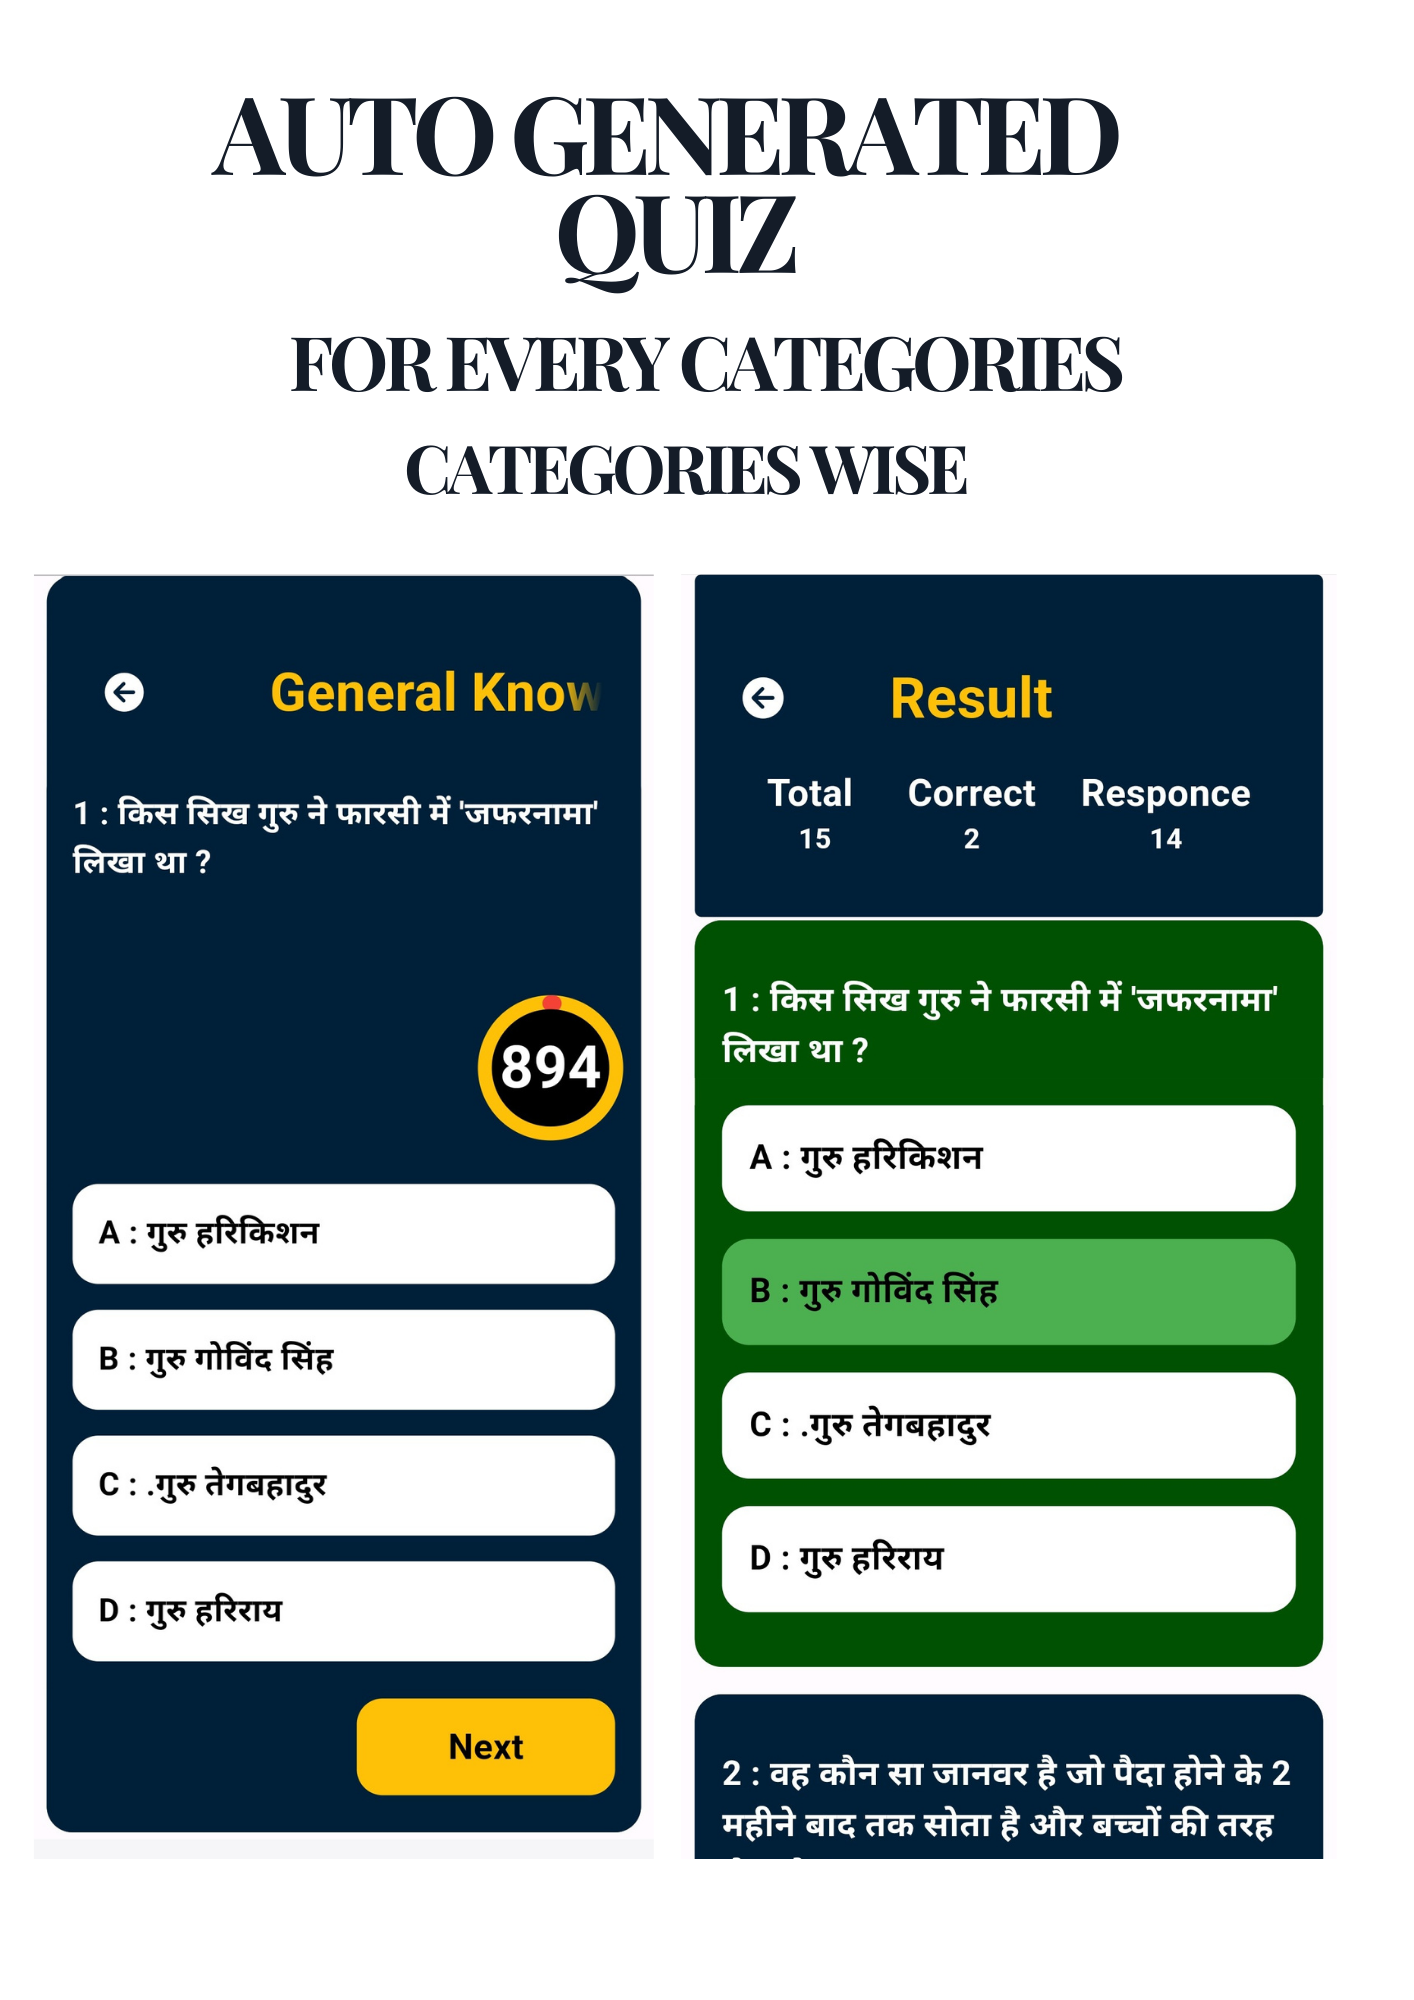 AUTO GENERATED
QUIZ
FOR EVERY CATEGORIES
CATEGORIES WISE
General Know
1 : किस सिख गुरु ने फारसी में 'जफरनामा'
लिखा था ?
894
A : गुरु हरिकिशन
B : गुरु गोविंद सिंह
C : .गुरु तेगबहादुर
D : गुरु हरिराय
Next
Result
Total Correct Responce
15 2 14
1 : किस सिख गुरु ने फारसी में 'जफरनामा'
लिखा था ?
A : गुरु हरिकिशन
B : गुरु गोविंद सिंह
C : .गुरु तेगबहादुर
D : गुरु हरिराय
2 : वह कौन सा जानवर है जो पैदा होने के 2
महीने बाद तक सोता है और बच्चों की तरह